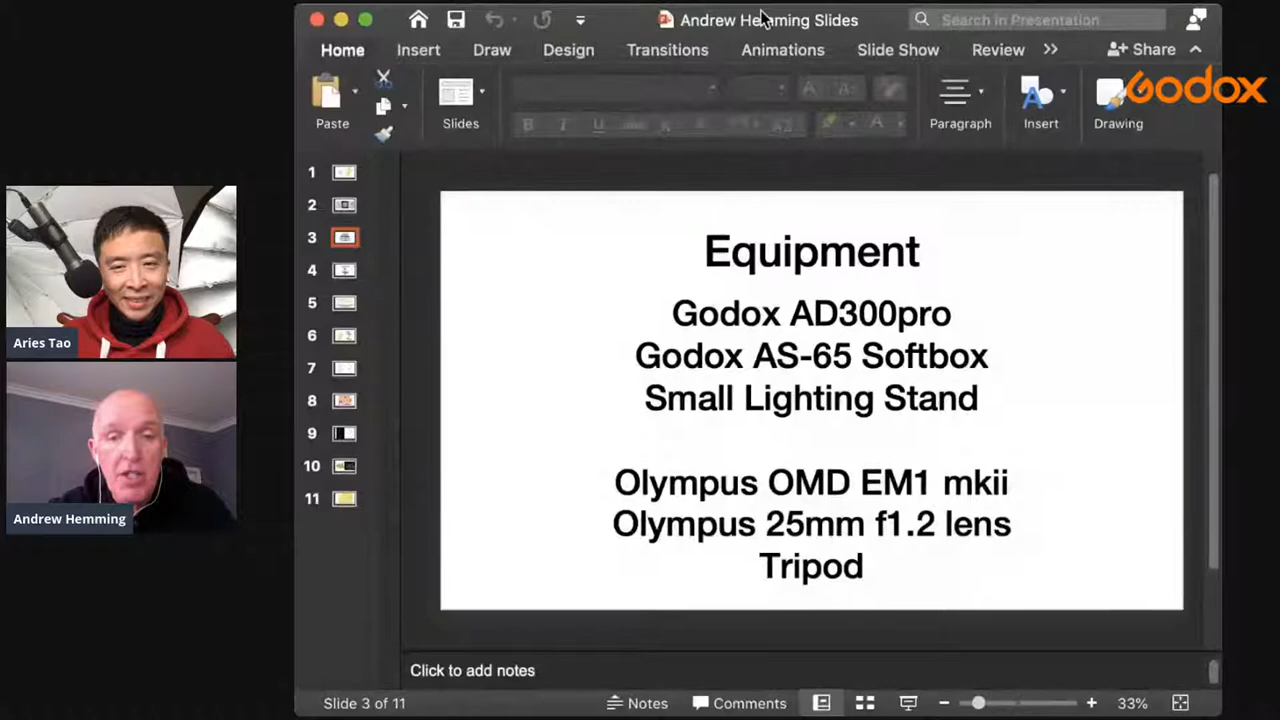 Andrew Hemming Slides
Search in Presentation
Home
Insert
Draw
Design
Transitions
Animations
Slide Show
Review
Share
Godox
Paste
Slides
Paragraph
Insert
Drawing
1
2
3
4
5
6
7
8
9
10
11
Aries Tao
Andrew Hemming
Equipment
Godox AD300pro
Godox AS-65 Softbox
Small Lighting Stand
Olympus OMD EM1 mkii
Olympus 25mm f1.2 lens
Tripod
Click to add notes
Slide 3 of 11
Notes
Comments
33%